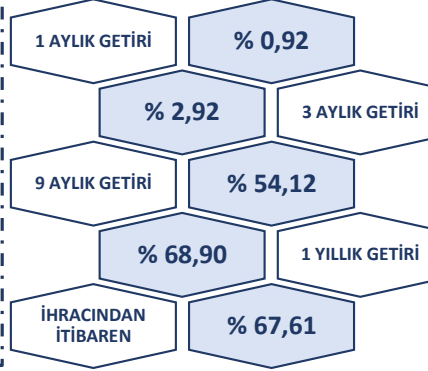 1 AYLIK GETİRİ
% 0,92
% 2,92
3 AYLIK GETİRİ
9 AYLIK GETİRİ
% 54,12
% 68,90
1 YILLIK GETİRİ
İHRACINDAN
İTİBAREN
% 67,61